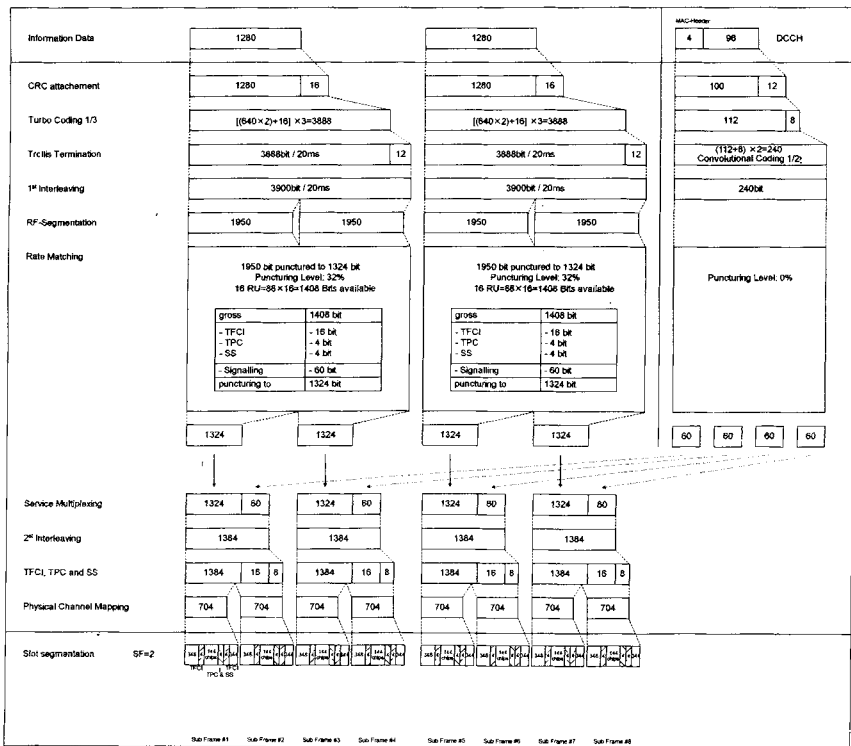 MAC-Header
Information Data 1280 1280 4 96 DCCH
CRC attachement 1280 16 1280 16 100 12
Turbo Coding 1/3 [(640×2)+16] ×3=3888 [(640×2)+16] ×3=3888 112 8
Trellis Termination 3888bit / 20ms 12 3888bit / 20ms 12 (112+8) ×2=240
Convolutional Coding 1/2
1st Interleaving 3900bit / 20ms 3900bit / 20ms 240bit
RF-Segmentation 1950 1950 1950 1950
Rate Matching
1950 bit punctured to 1324 bit 1950 bit punctured to 1324 bit
Puncturing Level: 32% Puncturing Level: 32% Puncturing Level: 0%
16 RU=88×16=1408 Bits available 16 RU=88×16=1408 Bits available
gross 1408 bit gross 1408 bit
- TFCI - 16 bit - TFCI - 16 bit
- TPC - 4 bit - TPC - 4 bit
- SS - 4 bit - SS - 4 bit
- Signalling - 60 bit - Signalling - 60 bit
puncturing to 1324 bit puncturing to 1324 bit
1324 1324 1324 1324 60 60 60 60
Service Multiplexing 1324 60 1324 60 1324 60 1324 60
2nd Interleaving 1384 1384 1384 1384
TFCI, TPC and SS 1384 16 8 1384 16 8 1384 16 8 1384 16 8
Physical Channel Mapping 704 704 704 704 704 704 704 704
Slot segmentation SF=2
TFCI TFCI
TPC & SS
Sub Frame #1 Sub Frame #2 Sub Frame #3 Sub Frame #4 Sub Frame #5 Sub Frame #6 Sub Frame #7 Sub Frame #8